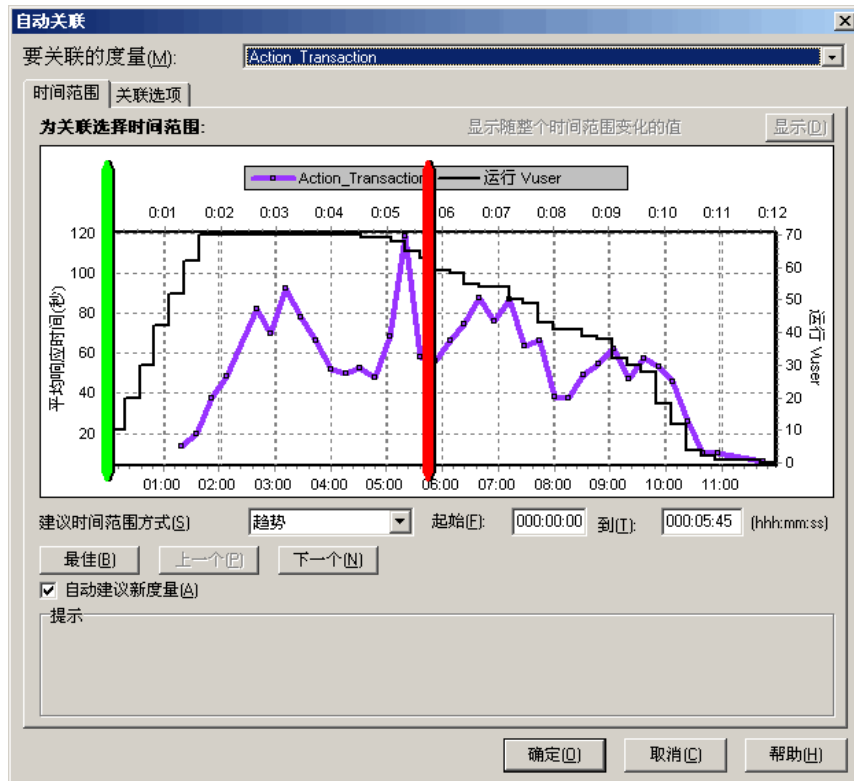 自动关联
要关联的度量(M): Action_Transaction
时间范围 关联选项
为关联选择时间范围: 显示随整个时间范围变化的值 显示(D)
Action_Transaction 运行 Vuser
0:01 0:02 0:03 0:04 0:05 06 0:07 0:08 0:09 0:10 0:11 0:12
120 70
100 60
80 50
60 40
40 30
20 20
10
0
平均响应时间(秒)
运行 Vuser
01:00 02:00 03:00 04:00 05:00 06:00 07:00 08:00 09:00 10:00 11:00
建议时间范围方式(S) 趋势 起始(F): 000:00:00 到(T): 000:05:45 (hhh:mm:ss)
最佳(B) 上一个(P) 下一个(N)
自动建议新度量(A)
提示
确定(O) 取消(C) 帮助(H)